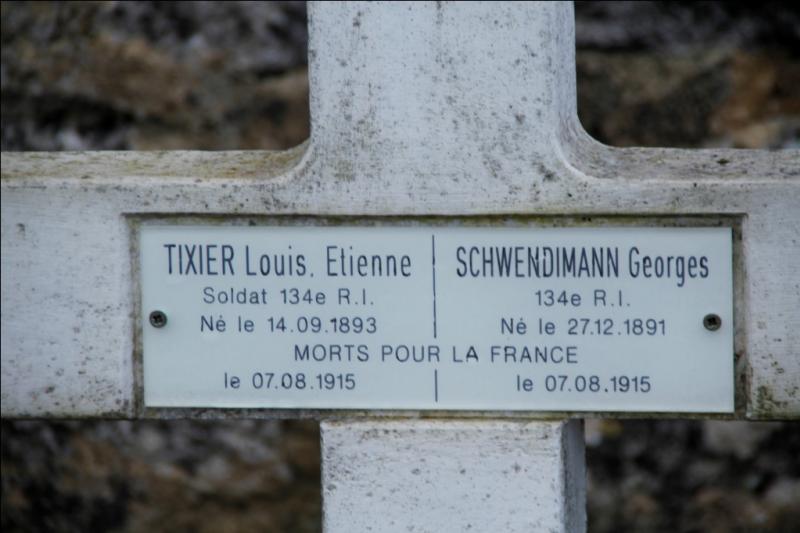 TIXIER Louis, Etienne
Soldat 134e R.I.
Né le 14.09.1893
SCHWENDIMANN Georges
134e R.I.
Né le 27.12.1891
MORTS POUR LA FRANCE
le 07.08.1915
le 07.08.1915